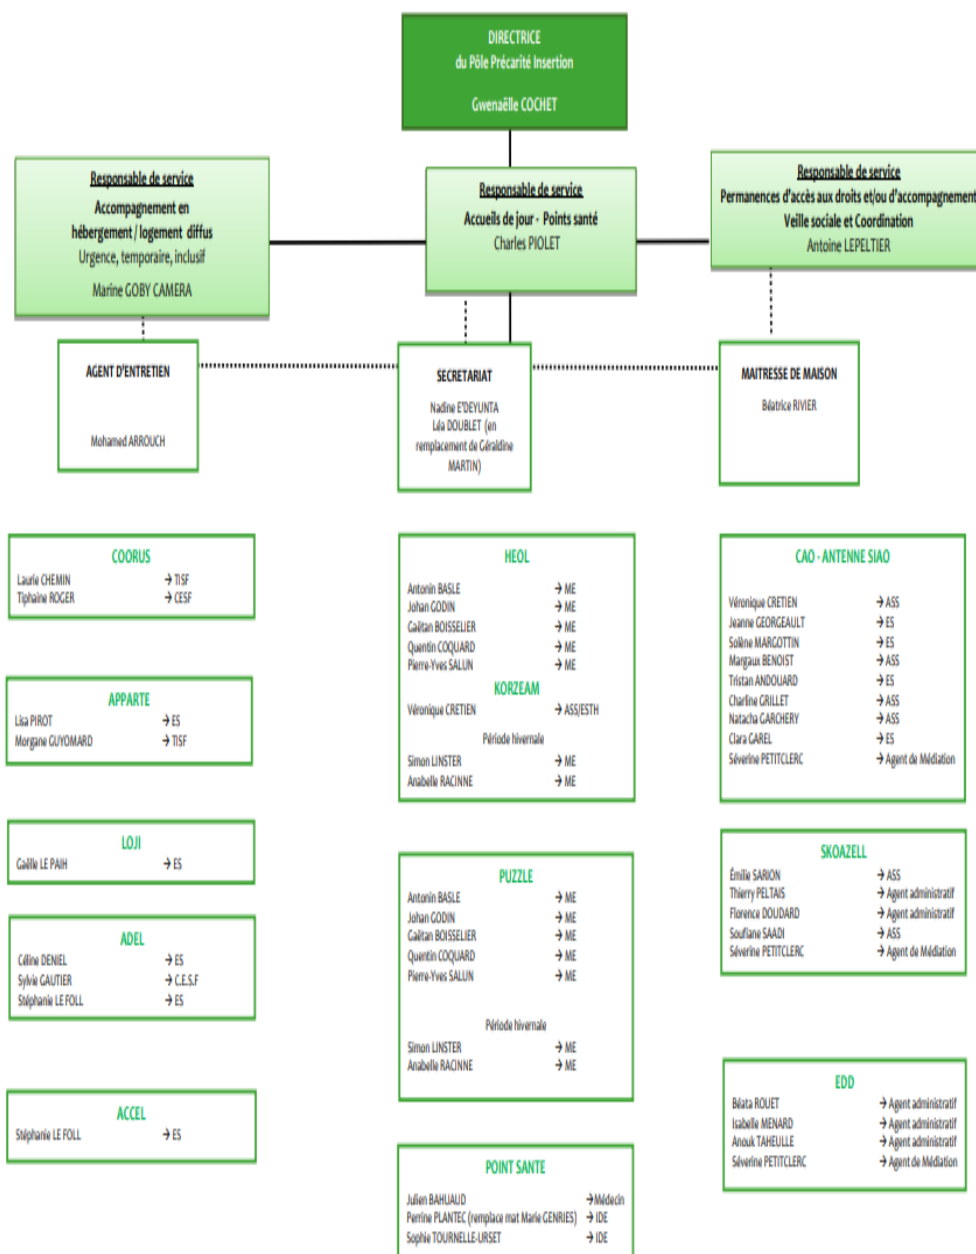 DIRECTRICE
du Pôle Précarité Insertion
Gwenaëlle COCHET
Responsable de service
Accompagnement en
hébergement / logement diffus
Urgence, temporaire, inclusif
Marine GOBY CAMERA
Responsable de service
Accueils de jour - Points santé
Charles PIOLET
Responsable de service
Permanences d'accès aux droits et/ou d'accompagnement
Veille sociale et Coordination
Antoine LEPELTIER
AGENT D'ENTRETIEN
Mohamed ARROUCH
SECRETARIAT
Nadine E'DEYUNTA
Léa DOUBLET (en
remplacement de Géraldine
MARTIN)
MAITRESSE DE MAISON
Béatrice RIVIER
COORUS
Laurie CHEMIN → TISF
Tiphaine ROGER → CESF
APPARTE
Lisa PIROT → ES
Morgane GUYOMARD → TISF
LOJI
Gaëlle LE PAIH → ES
ADEL
Céline DENIEL → ES
Sylvie GAUTIER → C.E.S.F
Stéphanie LE FOLL → ES
ACCEL
Stéphanie LE FOLL → ES
HEOL
Antonin BASLE → ME
Johan GODIN → ME
Gaëtan BOISSELIER → ME
Quentin COQUARD → ME
Pierre-Yves SALUN → ME
KORZEAM
Véronique CRETIEN → ASS/ESTH
Période hivernale
Simon LINSTER → ME
Anabelle RACINNE → ME
PUZZLE
Antonin BASLE → ME
Johan GODIN → ME
Gaëtan BOISSELIER → ME
Quentin COQUARD → ME
Pierre-Yves SALUN → ME
Période hivernale
Simon LINSTER → ME
Anabelle RACINNE → ME
POINT SANTE
Julien BAHUAUD →Médecin
Perrine PLANTEC (remplace mat Marie GENRIES) → IDE
Sophie TOURNELLE-URSET → IDE
CAO - ANTENNE SIAO
Véronique CRETIEN → ASS
Jeanne GEORGEAULT → ES
Solène MARGOTTIN → ES
Margaux BENOIST → ASS
Tristan ANDOUARD → ES
Charline GRILLET → ASS
Natacha GARCHERY → ASS
Clara GAREL → ES
Séverine PETITCLERC → Agent de Médiation
SKOAZELL
Émilie SARION → ASS
Thierry PELTAIS → Agent administratif
Florence DOUDARD → Agent administratif
Soufiane SAADI → ASS
Séverine PETITCLERC → Agent de Médiation
EDD
Béata ROUET → Agent administratif
Isabelle MENARD → Agent administratif
Anouk TAHEULLE → Agent administratif
Séverine PETITCLERC → Agent de Médiation